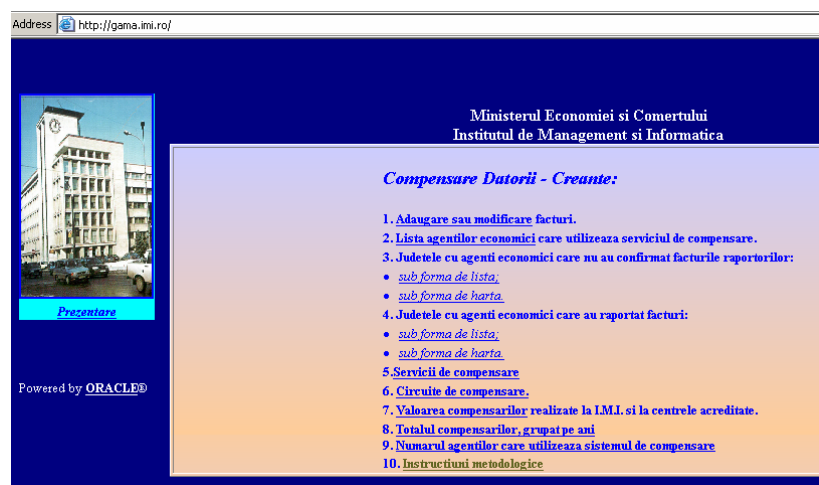 Address http://gama.imi.ro/
Ministerul Economiei si Comertului
Institutul de Management si Informatica
Compensare Datorii - Creante:
1. Adaugare sau modificare facturi.
2. Lista agentilor economici care utilizeaza serviciul de compensare.
3. Judetele cu agenti economici care nu au confirmat facturile raportorilor:
• sub forma de lista;
• sub forma de harta.
4. Judetele cu agenti economici care au raportat facturi:
• sub forma de lista;
• sub forma de harta.
5.Servicii de compensare
6. Circuite de compensare.
7. Valoarea compensarilor realizate la I.M.I. si la centrele acreditate.
8. Totalul compensarilor, grupat pe ani
9. Numarul agentilor care utilizeaza sistemul de compensare
10. Instructiuni metodologice
Prezentare
Powered by ORACLE®